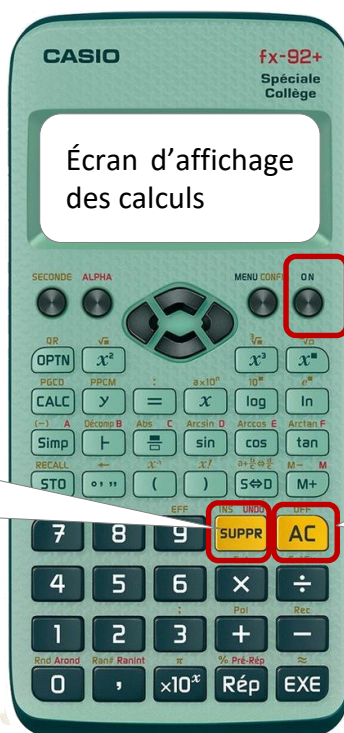 CASIO fx-92+
Spéciale
Collège
Écran d’affichage
des calculs
SECONDE ALPHA MENU CONFIG ON
QR √■ ³√■ √□
OPTN x² x³ x■
PGCD PPCM : a×10ⁿ 10■ e■
CALC y = x log ln
(−) A Décomp B Abs C Arcsin D Arccos E Arctan F
Simp sin cos tan
RECALL ← x! M− M
STO ° ’ ” ( ) S⇔D M+
EFF INS UNDO OFF
7 8 9 SUPPR AC
4 5 6 × ÷
: Pol Rec
1 2 3 + −
Rnd Arond Ran# RanInt π % Pré-Rép ≈
0 , ×10ˣ Rép EXE